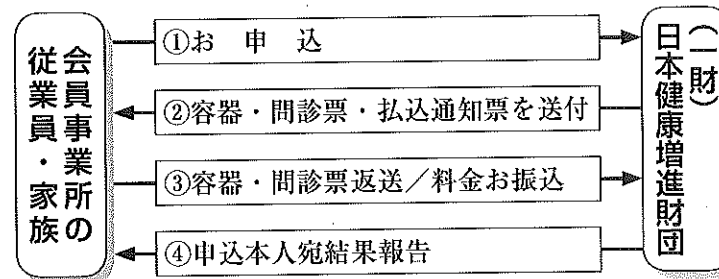 会員事業所の
従業員・家族
①お 申 込
②容器・問診票・払込通知票を送付
③容器・問診票返送／料金お振込
④申込本人宛結果報告
（一財）
日本健康増進財団